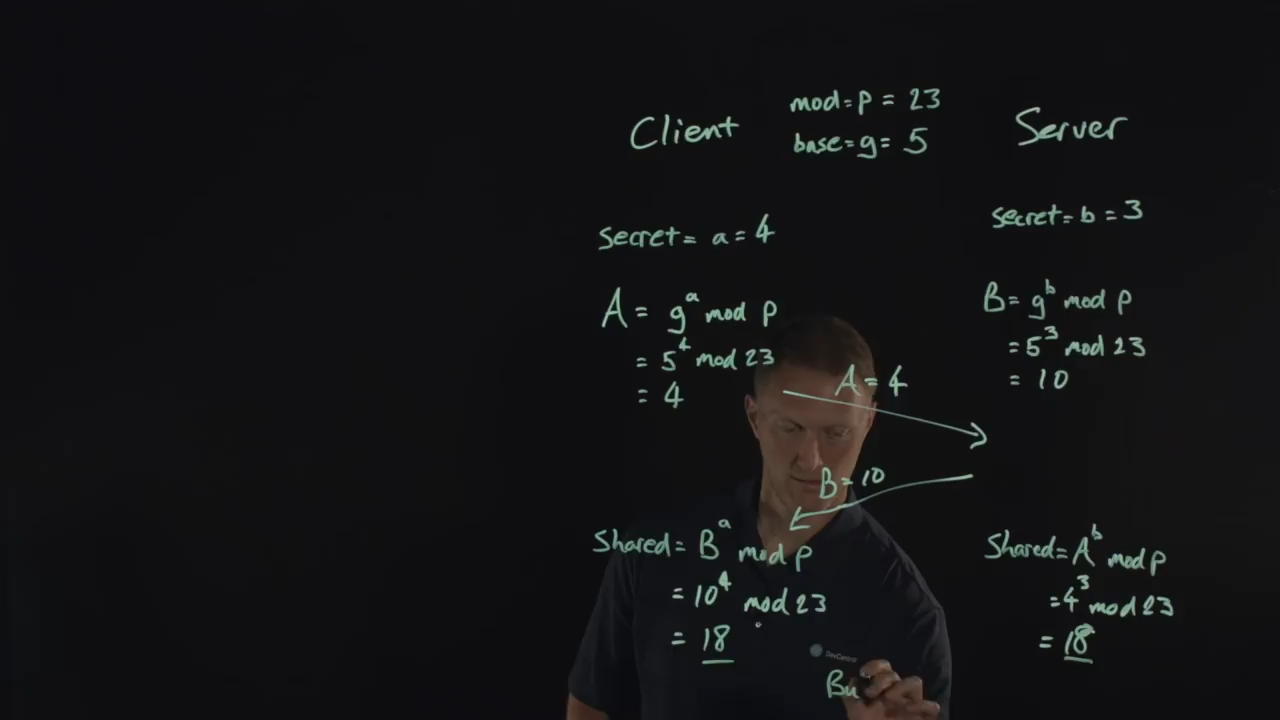 Client
mod=p = 23
base=g= 5
Server
secret= a=4
secret=b=3
A = g^a mod p
= 5^4 mod 23
= 4
B= g^b mod p
=5^3 mod 23
= 10
A=4
B=10
Shared= B^a mod p
= 10^4 mod 23
= 18
Shared=A^b mod p
=4^3 mod 23
= 18
DevCentral
Bu